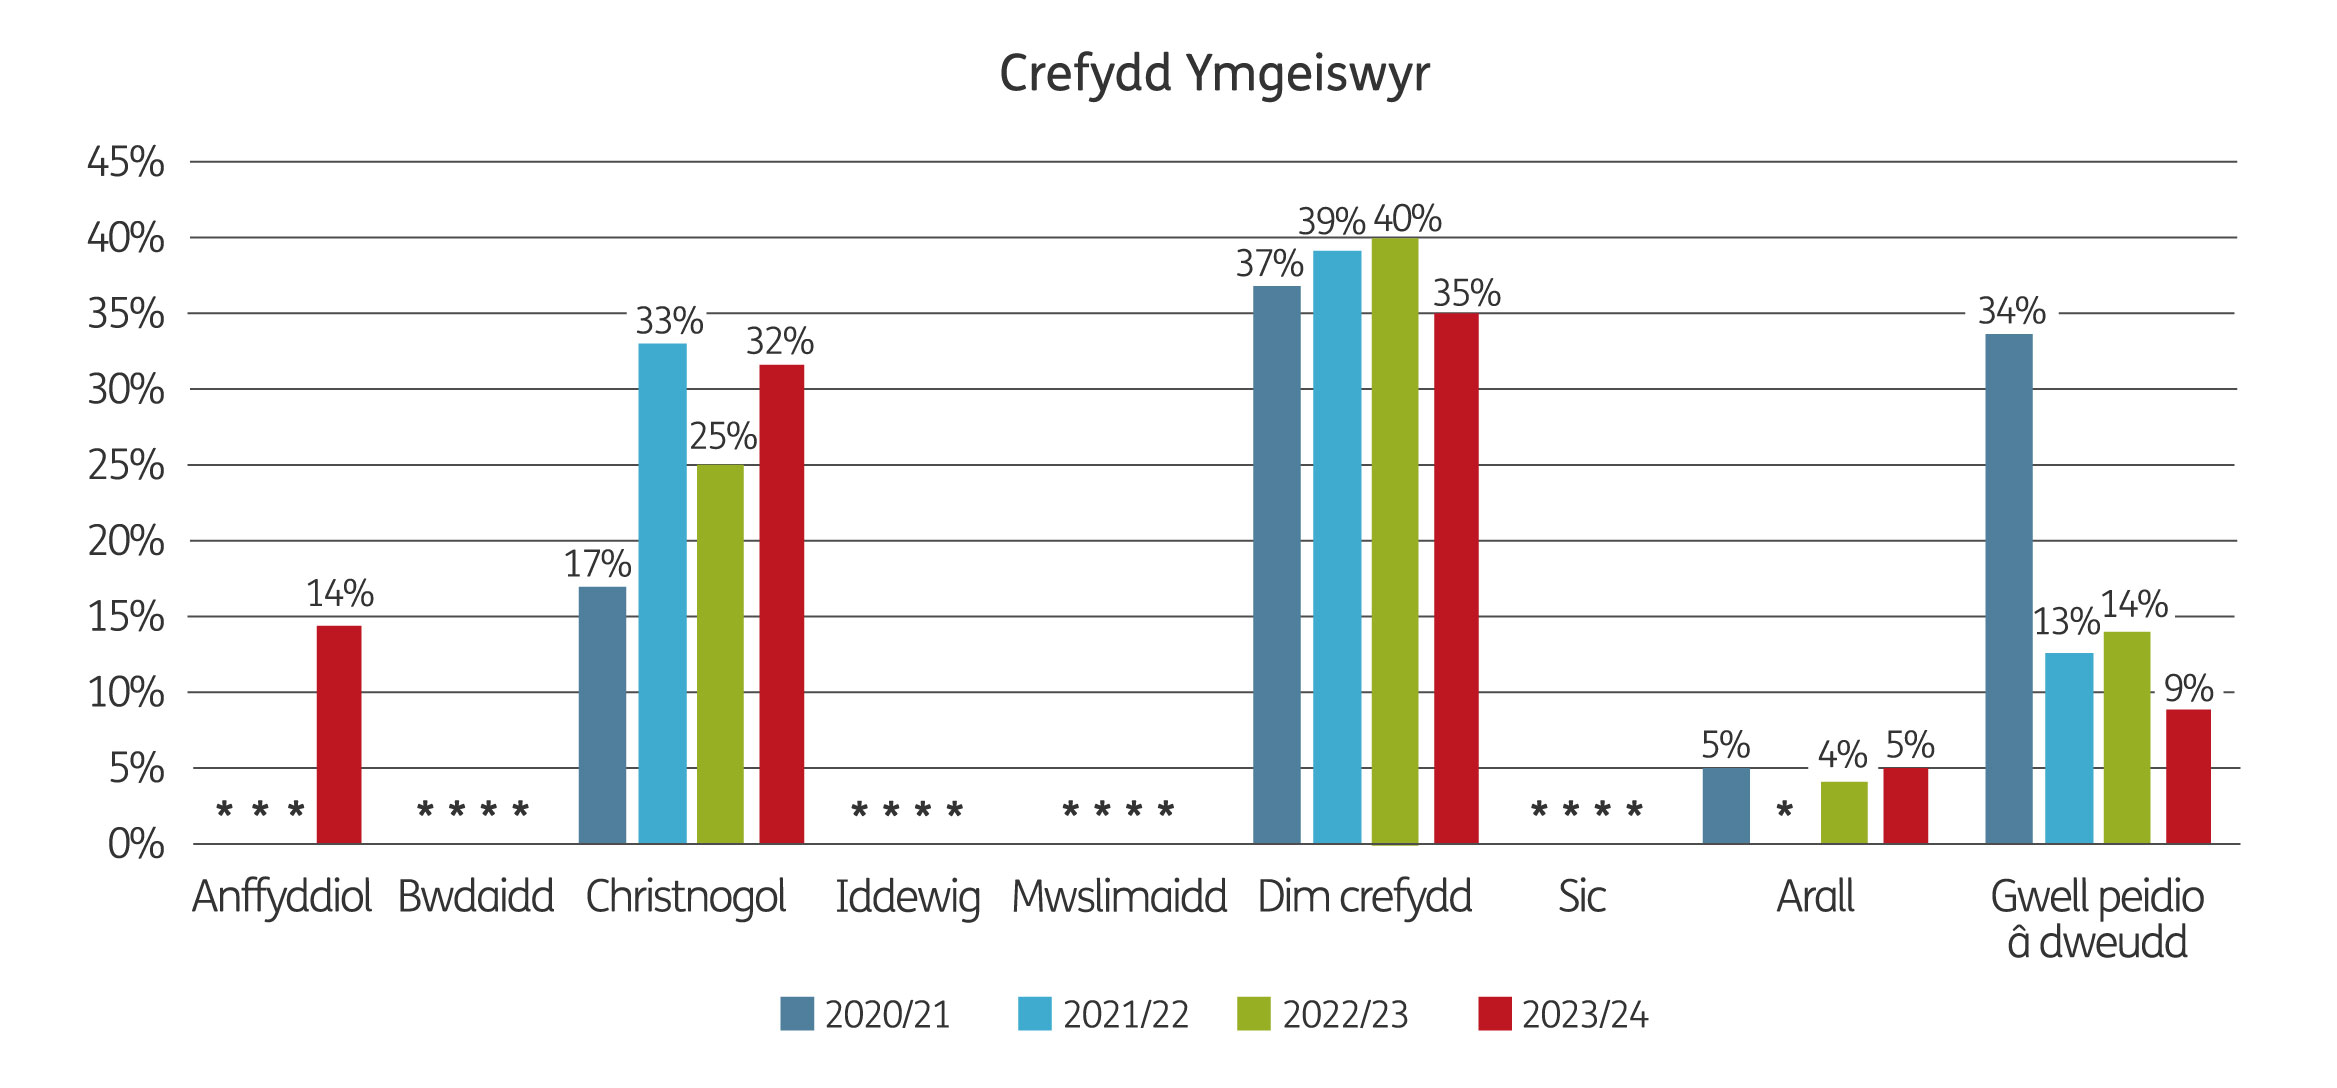 Crefydd Ymgeiswyr
45%
40%
35%
30%
25%
20%
15%
10%
5%
0%
* * * 14%
* * * *
17% 33% 25% 32%
* * * *
* * * *
37% 39% 40% 35%
* * * *
5% * 4% 5%
34% 13% 14% 9%
Anffyddiol
Bwdaidd
Christnogol
Iddewig
Mwslimaidd
Dim crefydd
Sic
Arall
Gwell peidio
â dweudd
2020/21 2021/22 2022/23 2023/24